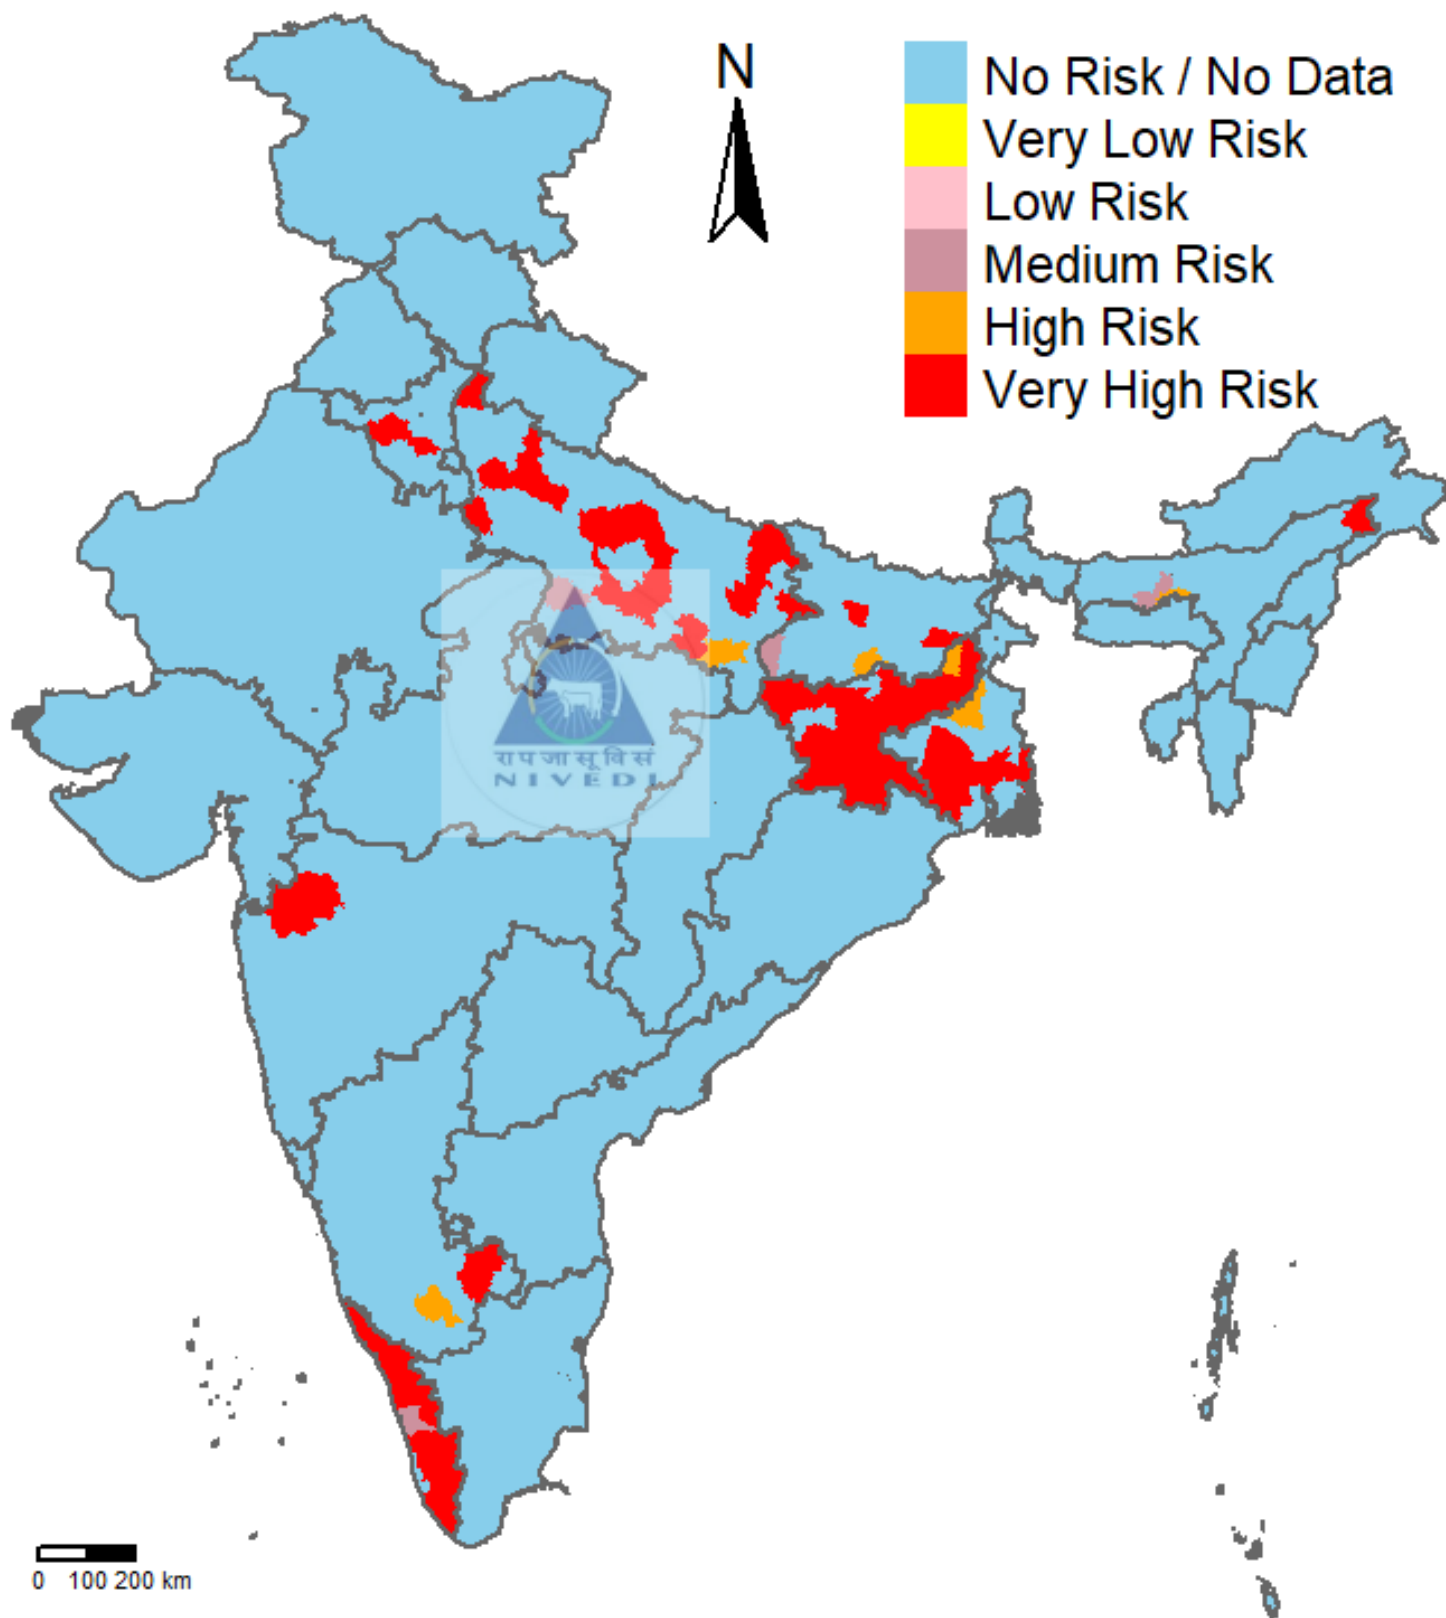 N
No Risk / No Data
Very Low Risk
Low Risk
Medium Risk
High Risk
Very High Risk
रा प जा सू वि सं
NIVEDI
0 100 200 km